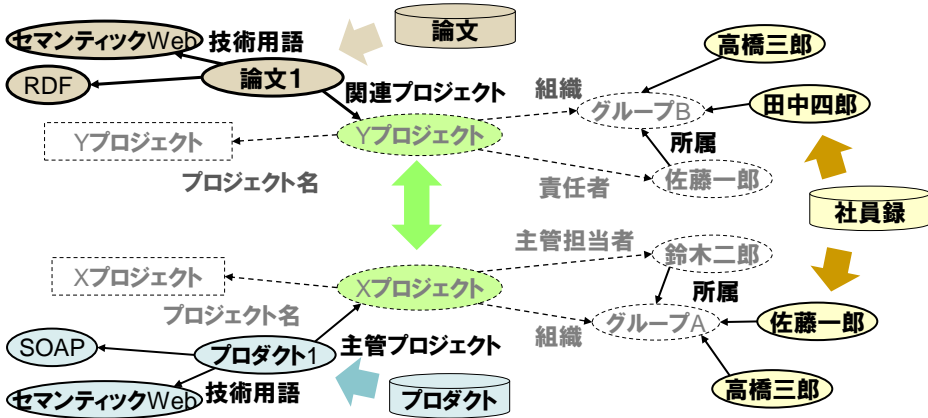 セマンティックWeb
技術用語
論文
高橋三郎
RDF
論文1
関連プロジェクト
組織
グループB
田中四郎
Yプロジェクト
Yプロジェクト
所属
プロジェクト名
責任者
佐藤一郎
社員録
主管担当者
鈴木二郎
Xプロジェクト
Xプロジェクト
所属
プロジェクト名
組織
グループA
佐藤一郎
SOAP
プロダクト1
主管プロジェクト
セマンティックWeb
技術用語
プロダクト
高橋三郎